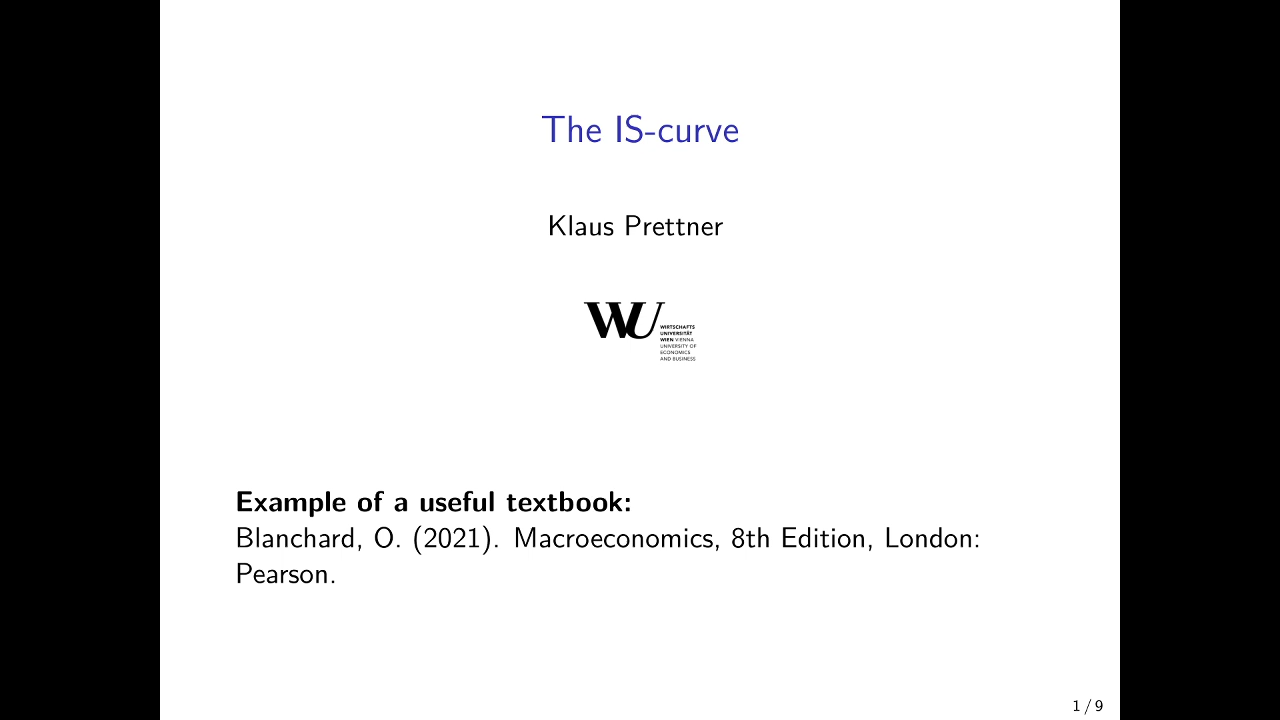 The IS-curve
Klaus Prettner
WU
WIRTSCHAFTS
UNIVERSITÄT
WIEN VIENNA
UNIVERSITY OF
ECONOMICS
AND BUSINESS
Example of a useful textbook:
Blanchard, O. (2021). Macroeconomics, 8th Edition, London:
Pearson.
1 / 9